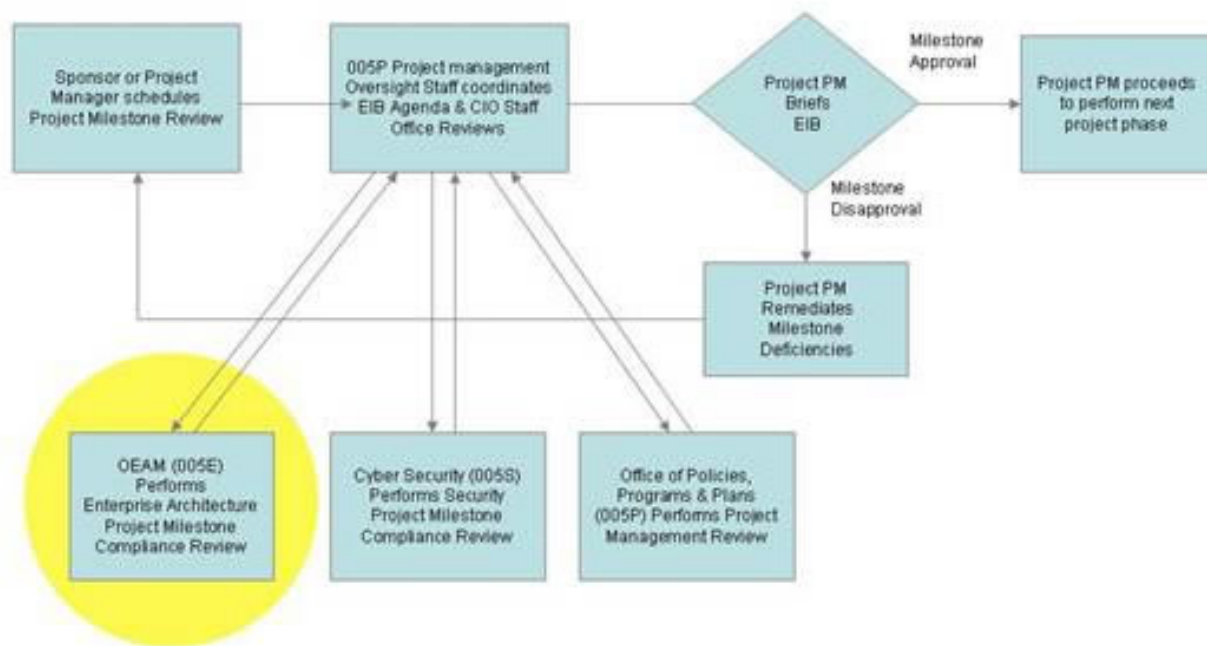 Sponsor or Project
Manager schedules
Project Milestone Review
005P Project management
Oversight Staff coordinates
EIB Agenda & CIO Staff
Office Reviews
Project PM
Briefs
EIB
Milestone
Approval
Project PM proceeds
to perform next
project phase
Milestone
Disapproval
Project PM
Remediates
Milestone
Deficiencies
OEAM (005E)
Performs
Enterprise Architecture
Project Milestone
Compliance Review
Cyber Security (005S)
Performs Security
Project Milestone
Compliance Review
Office of Policies,
Programs & Plans
(005P) Performs Project
Management Review